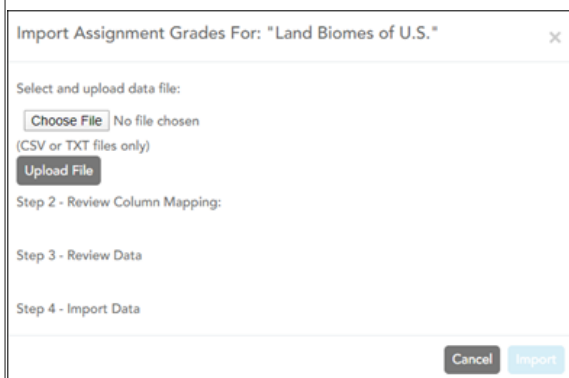 Import Assignment Grades For: "Land Biomes of U.S."
×
Select and upload data file:
Choose File No file chosen
(CSV or TXT files only)
Upload File
Step 2 - Review Column Mapping:
Step 3 - Review Data
Step 4 - Import Data
Cancel Import